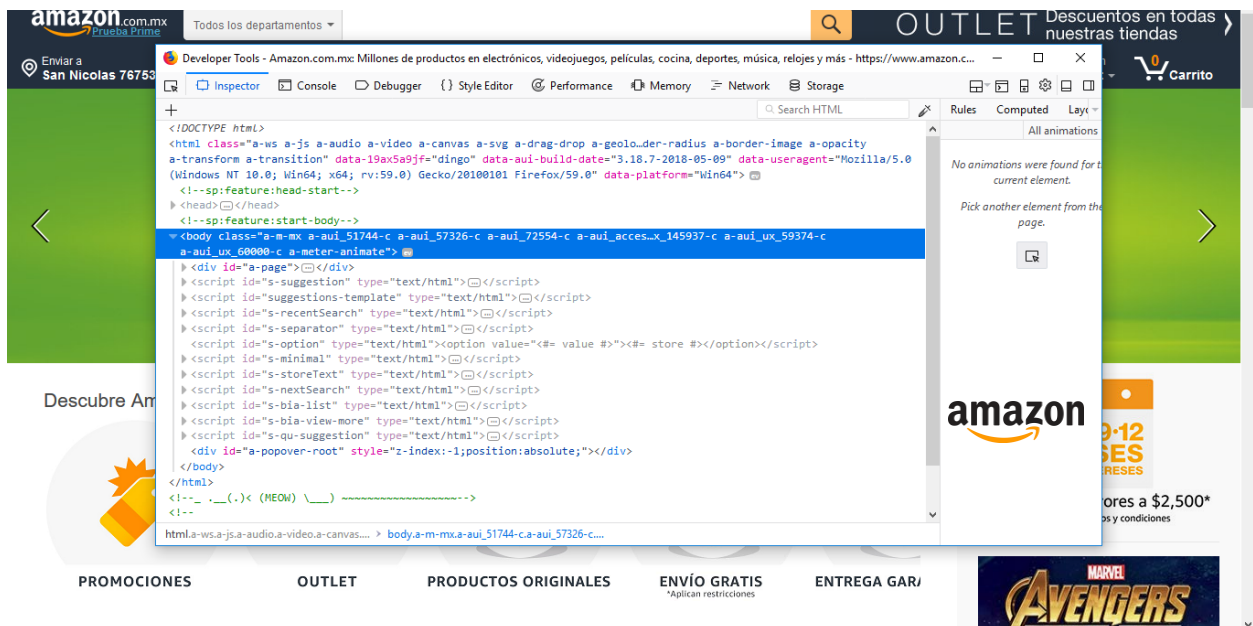 amazon.com.mx
Prueba Prime
Todos los departamentos
OUTLET Descuentos en todas nuestras tiendas
Enviar a
San Nicolas 76753
0
Carrito
Developer Tools - Amazon.com.mx: Millones de productos en electrónicos, videojuegos, películas, cocina, deportes, música, relojes y más - https://www.amazon.c...
Inspector Console Debugger {} Style Editor Performance Memory Network Storage
+ Search HTML
Rules Computed
All animations
No animations were found for
current element.
Pick another element from the
page.
<!DOCTYPE html>
<html class="a-ws a-js a-audio a-video a-canvas a-svg a-drag-drop a-geolo…der-radius a-border-image a-opacity
a-transform a-transition" data-19ax5a9jf="dingo" data-aui-build-date="3.18.7-2018-05-09" data-useragent="Mozilla/5.0
(Windows NT 10.0; Win64; x64; rv:59.0) Gecko/20100101 Firefox/59.0" data-platform="Win64"> ev
<!--sp:feature:head-start-->
<head>…</head>
<!--sp:feature:start-body-->
<body class="a-m-mx a-aui_51744-c a-aui_57326-c a-aui_72554-c a-aui_acces…x_145937-c a-aui_ux_59374-c
a-aui_ux_60000-c a-meter-animate"> ev
<div id="a-page">…</div>
<script id="s-suggestion" type="text/html">…</script>
<script id="suggestions-template" type="text/html">…</script>
<script id="s-recentSearch" type="text/html">…</script>
<script id="s-separator" type="text/html">…</script>
<script id="s-option" type="text/html"><option value="<#= value #>"><#= store #></option></script>
<script id="s-minimal" type="text/html">…</script>
<script id="s-storeText" type="text/html">…</script>
<script id="s-nextSearch" type="text/html">…</script>
<script id="s-bia-list" type="text/html">…</script>
<script id="s-bia-view-more" type="text/html">…</script>
<script id="s-qu-suggestion" type="text/html">…</script>
<div id="a-popover-root" style="z-index:-1;position:absolute;"></div>
</body>
</html>
<!--_ .__(.)< (MEOW) \___) ~~~~~~~~~~~~~~~~~~-->
<!--
html.a-ws.a-js.a-audio.a-video.a-canvas.... > body.a-m-mx.a-aui_51744-c.a-aui_57326-c....
Descubre Am
amazon
9·12
SES
RESES
ores a $2,500*
os y condiciones
PROMOCIONES
OUTLET
PRODUCTOS ORIGINALES
ENVÍO GRATIS
*Aplican restricciones
ENTREGA GAR
MARVEL
AVENGERS